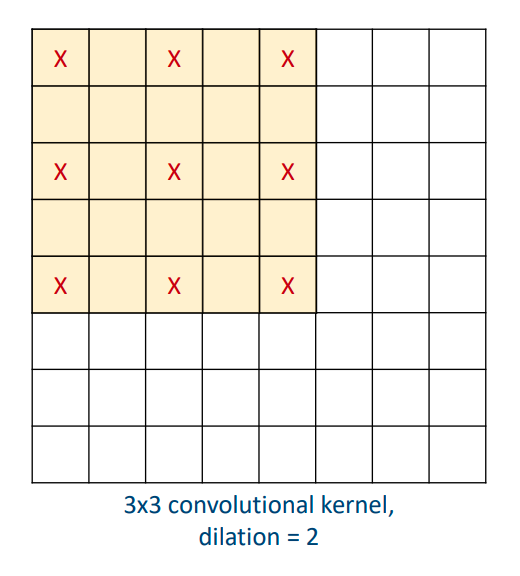 X X X
X X X
X X X
3x3 convolutional kernel,
dilation = 2